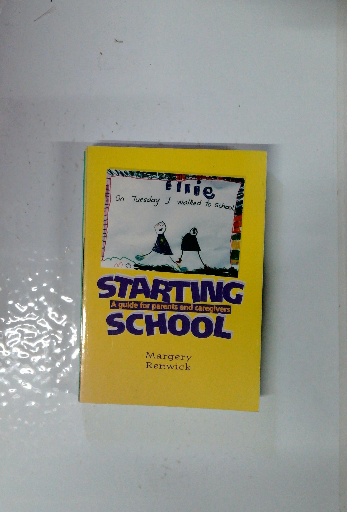 Ellie
On Tuesday I walked to School
STARTING
A guide for parents and caregivers
SCHOOL
Margery
Renwick